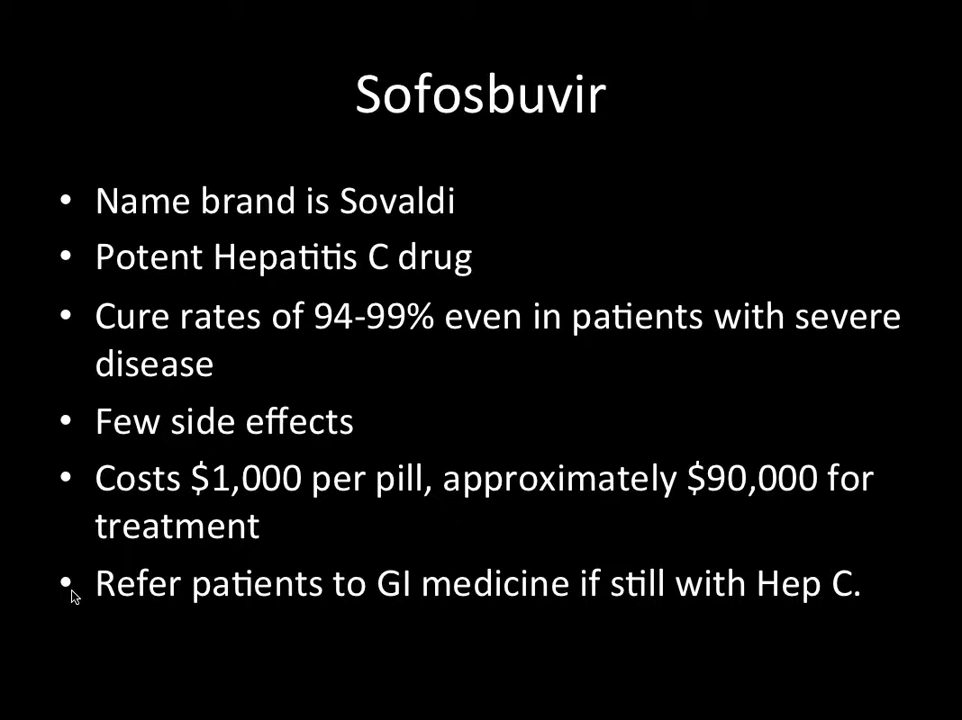 Sofosbuvir
• Name brand is Sovaldi
• Potent Hepatitis C drug
• Cure rates of 94-99% even in patients with severe
disease
• Few side effects
• Costs $1,000 per pill, approximately $90,000 for
treatment
• Refer patients to GI medicine if still with Hep C.